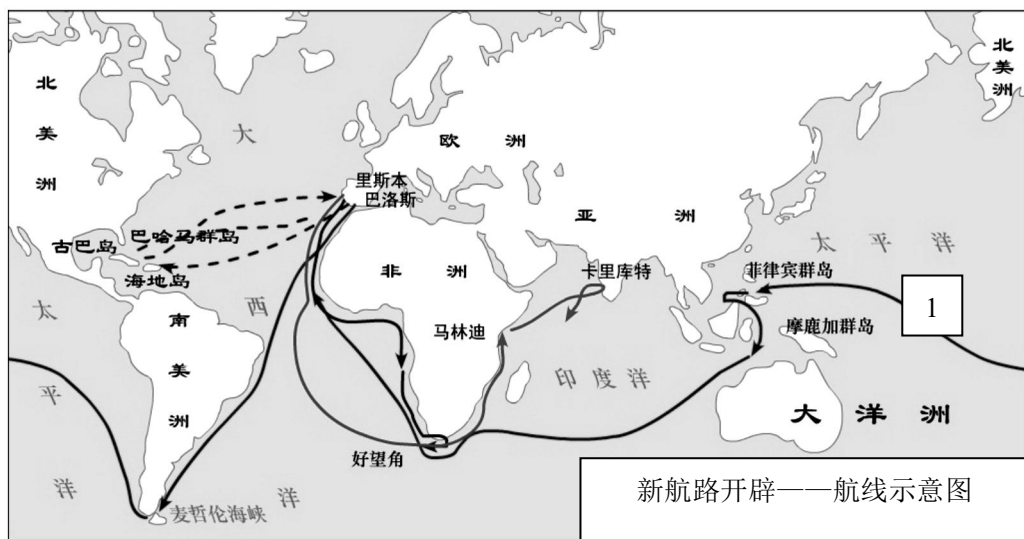 北美洲
北美洲
大
欧洲
里斯本
巴洛斯
亚洲
古巴岛
巴哈马群岛
太平洋
海地岛
非洲
卡里库特
菲律宾群岛
太
西
南美洲
马林迪
1
摩鹿加群岛
平
印度洋
大洋洲
好望角
洋
洋
麦哲伦海峡
新航路开辟——航线示意图